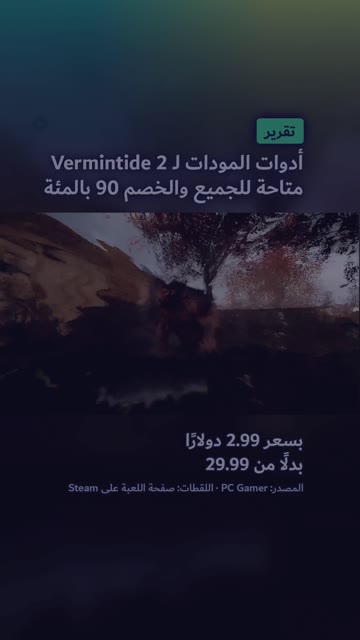 تقرير
أدوات المودات لـ Vermintide 2
متاحة للجميع والخصم 90 بالمئة
بسعر 2.99 دولارًا
بدلًا من 29.99
المصدر: PC Gamer · اللقطات: صفحة اللعبة على Steam